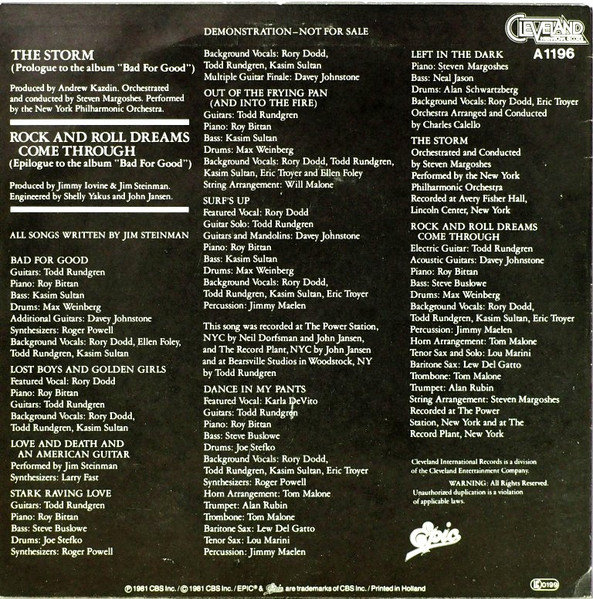 DEMONSTRATION—NOT FOR SALE
THE STORM
(Prologue to the album "Bad For Good")
Produced by Andrew Kazdin. Orchestrated
and conducted by Steven Margoshes. Performed
by the New York Philharmonic Orchestra.
ROCK AND ROLL DREAMS
COME THROUGH
(Epilogue to the album "Bad For Good")
Produced by Jimmy Iovine & Jim Steinman.
Engineered by Shelly Yakus and John Jansen.
ALL SONGS WRITTEN BY JIM STEINMAN
BAD FOR GOOD
Guitars: Todd Rundgren
Piano: Roy Bittan
Bass: Kasim Sultan
Drums: Max Weinberg
Additional Guitars: Davey Johnstone
Synthesizers: Roger Powell
Background Vocals: Rory Dodd, Ellen Foley,
Todd Rundgren, Kasim Sultan
LOST BOYS AND GOLDEN GIRLS
Featured Vocal: Rory Dodd
Piano: Roy Bittan
Guitars: Todd Rundgren
Background Vocals: Rory Dodd,
Todd Rundgren, Kasim Sultan
LOVE AND DEATH AND
AN AMERICAN GUITAR
Performed by Jim Steinman
Synthesizers: Larry Fast
STARK RAVING LOVE
Guitars: Todd Rundgren
Piano: Roy Bittan
Bass: Steve Buslowe
Drums: Joe Stefko
Synthesizers: Roger Powell
Background Vocals: Rory Dodd,
Todd Rundgren, Kasim Sultan
Multiple Guitar Finale: Davey Johnstone
OUT OF THE FRYING PAN
(AND INTO THE FIRE)
Guitars: Todd Rundgren
Piano: Roy Bittan
Bass: Kasim Sultan
Drums: Max Weinberg
Background Vocals: Rory Dodd, Todd Rundgren,
Kasim Sultan, Eric Troyer and Ellen Foley
String Arrangement: Will Malone
SURF'S UP
Featured Vocal: Rory Dodd
Guitar Solo: Todd Rundgren
Guitars and Mandolins: Davey Johnstone
Piano: Roy Bittan
Bass: Kasim Sultan
Drums: Max Weinberg
Background Vocals: Rory Dodd,
Todd Rundgren, Kasim Sultan, Eric Troyer
Percussion: Jimmy Maelen
This song was recorded at The Power Station,
NYC by Neil Dorfsman and John Jansen,
and The Record Plant, NYC by John Jansen
and at Bearsville Studios in Woodstock, NY
by Todd Rundgren
DANCE IN MY PANTS
Featured Vocal: Karla DeVito
Guitars: Todd Rundgren
Piano: Roy Bittan
Bass: Steve Buslowe
Drums: Joe Stefko
Background Vocals: Rory Dodd,
Todd Rundgren, Kasim Sultan, Eric Troyer
Synthesizers: Roger Powell
Horn Arrangement: Tom Malone
Trumpet: Alan Rubin
Trombone: Tom Malone
Baritone Sax: Lew Del Gatto
Tenor Sax: Lou Marini
Percussion: Jimmy Maelen
CLEVELAND
A1196
LEFT IN THE DARK
Piano: Steven Margoshes
Bass: Neal Jason
Drums: Alan Schwartzberg
Background Vocals: Rory Dodd, Eric Troyer
Orchestra Arranged and Conducted
by Charles Calello
THE STORM
Orchestrated and Conducted
by Steven Margoshes
Performed by the New York
Philharmonic Orchestra
Recorded at Avery Fisher Hall,
Lincoln Center, New York
ROCK AND ROLL DREAMS
COME THROUGH
Electric Guitar: Todd Rundgren
Acoustic Guitars: Davey Johnstone
Piano: Roy Bittan
Bass: Steve Buslowe
Drums: Max Weinberg
Background Vocals: Rory Dodd,
Todd Rundgren, Kasim Sultan, Eric Troyer
Percussion: Jimmy Maelen
Horn Arrangement: Tom Malone
Tenor Sax and Solo: Lou Marini
Baritone Sax: Lew Del Gatto
Trombone: Tom Malone
Trumpet: Alan Rubin
String Arrangement: Steven Margoshes
Recorded at The Power
Station, New York and at The
Record Plant, New York
Cleveland International Records is a division
of the Cleveland Entertainment Company.
WARNING: All Rights Reserved.
Unauthorized duplication is a violation
of applicable laws.
Epic
℗ 1981 CBS Inc./© 1981 CBS Inc./EPIC® & Epic are trademarks of CBS Inc./Printed in Holland
0199